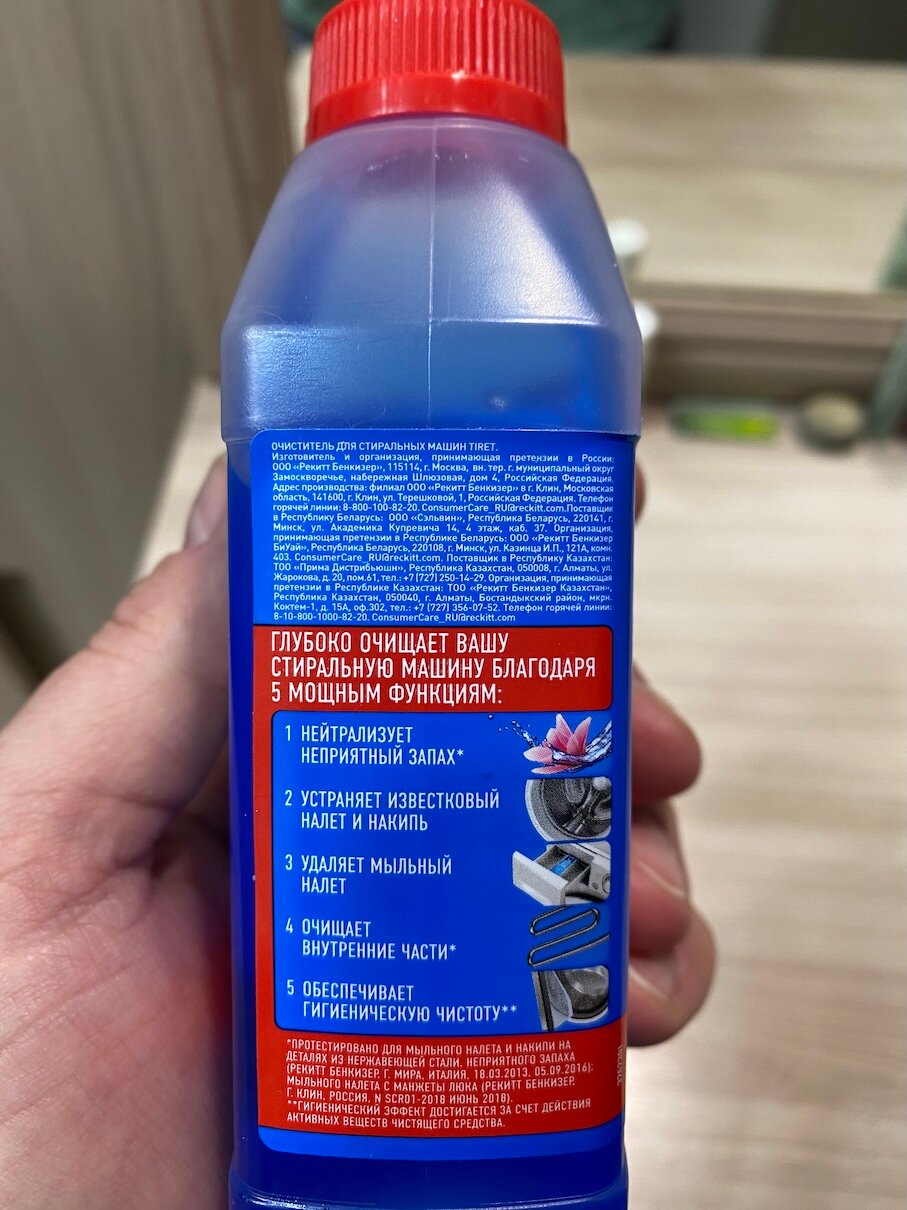 ОЧИСТИТЕЛЬ ДЛЯ СТИРАЛЬНЫХ МАШИН TIRET.
Изготовитель и организация, принимающая претензии в России:
ООО «Рекитт Бенкизер», 115114, г. Москва, вн. тер. г. муниципальный округ
Замоскворечье, набережная Шлюзовая, дом 4, Российская Федерация.
Адрес производства: филиал ООО «Рекитт Бенкизер» в г. Клин, Московская
область, 141600, г. Клин, ул. Терешковой, 1, Российская Федерация. Телефон
горячей линии: 8-800-100-82-20. ConsumerCare_RU@reckitt.com.Поставщик
в Республику Беларусь: ООО «Сэльвин», Республика Беларусь, 220141, г.
Минск, ул. Академика Купревича 14, 4 этаж, каб. 37. Организация,
принимающая претензии в Республике Беларусь: ООО «Рекитт Бенкизер
БиУай», Республика Беларусь, 220108, г. Минск, ул. Казинца И.П., 121А, комн.
403. ConsumerCare_RU@reckitt.com. Поставщик в Республику Казахстан:
ТОО «Прима Дистрибьюшн», Республика Казахстан, 050008, г. Алматы, ул.
Жарокова, д. 20, пом.61, тел.: +7 (727) 250-14-29. Организация, принимающая
претензии в Республике Казахстан: ТОО «Рекитт Бенкизер Казахстан»,
Республика Казахстан, 050040, г. Алматы, Бостандыкский район, мкрн.
Коктем-1, д. 15А, оф.302, тел.: +7 (727) 356-07-52. Телефон горячей линии:
8-10-800-1000-82-20. ConsumerCare_RU@reckitt.com
ГЛУБОКО ОЧИЩАЕТ ВАШУ
СТИРАЛЬНУЮ МАШИНУ БЛАГОДАРЯ
5 МОЩНЫМ ФУНКЦИЯМ:
1 НЕЙТРАЛИЗУЕТ
НЕПРИЯТНЫЙ ЗАПАХ*
2 УСТРАНЯЕТ ИЗВЕСТКОВЫЙ
НАЛЕТ И НАКИПЬ
3 УДАЛЯЕТ МЫЛЬНЫЙ
НАЛЕТ
4 ОЧИЩАЕТ
ВНУТРЕННИЕ ЧАСТИ*
5 ОБЕСПЕЧИВАЕТ
ГИГИЕНИЧЕСКУЮ ЧИСТОТУ**
*ПРОТЕСТИРОВАНО ДЛЯ МЫЛЬНОГО НАЛЕТА И НАКИПИ НА
ДЕТАЛЯХ ИЗ НЕРЖАВЕЮЩЕЙ СТАЛИ. НЕПРИЯТНОГО ЗАПАХА
(РЕКИТТ БЕНКИЗЕР, Г. МИРА, ИТАЛИЯ. 18.03.2013, 05.09.2016);
МЫЛЬНОГО НАЛЕТА С МАНЖЕТЫ ЛЮКА (РЕКИТТ БЕНКИЗЕР,
Г. КЛИН, РОССИЯ, N SCR01-2018 ИЮНЬ 2018).
**ГИГИЕНИЧЕСКИЙ ЭФФЕКТ ДОСТИГАЕТСЯ ЗА СЧЕТ ДЕЙСТВИЯ
АКТИВНЫХ ВЕЩЕСТВ ЧИСТЯЩЕГО СРЕДСТВА.